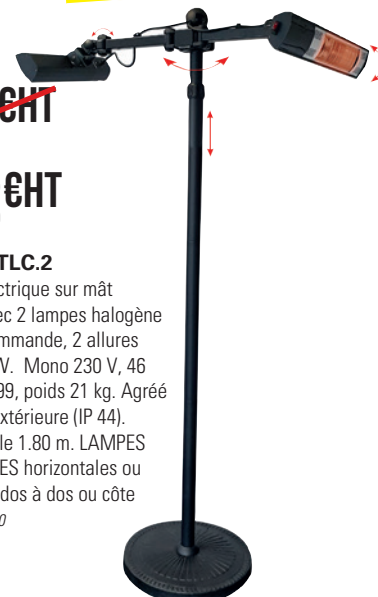 €HT
€HT
TLC.2
ctrique sur mât
ec 2 lampes halogène
mmande, 2 allures
W. Mono 230 V, 46
99, poids 21 kg. Agréé
xtérieure (IP 44).
le 1.80 m. LAMPES
ES horizontales ou
dos à dos ou côte
0